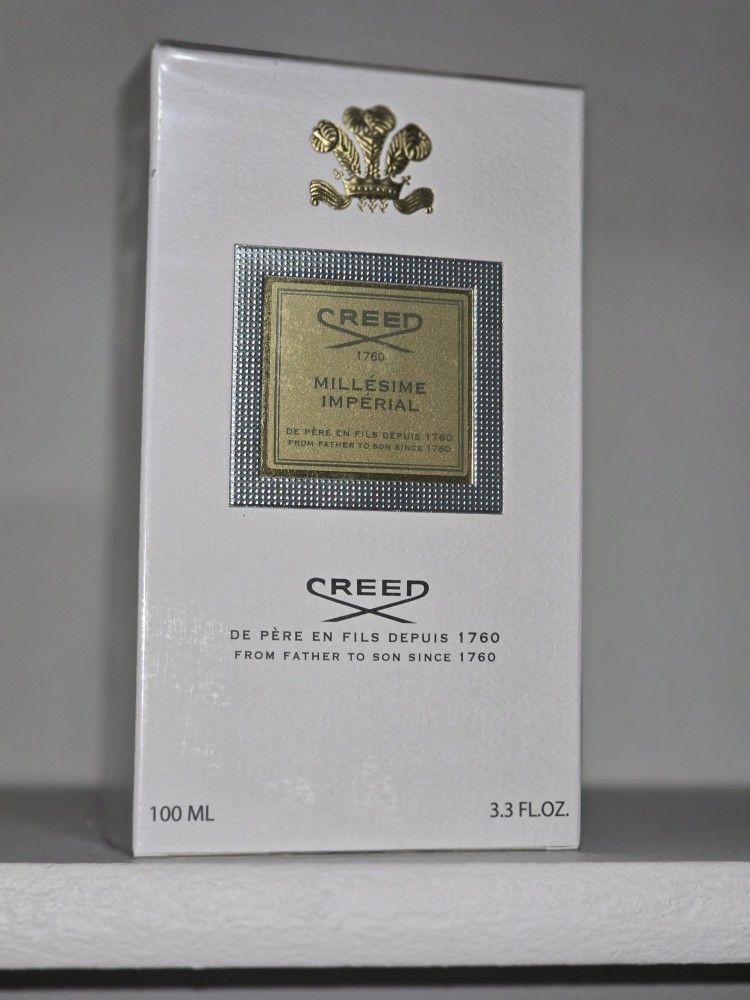 CREED
1760
MILLÉSIME
IMPÉRIAL
DE PÈRE EN FILS DEPUIS 1760
FROM FATHER TO SON SINCE 1760
CREED
DE PÈRE EN FILS DEPUIS 1760
FROM FATHER TO SON SINCE 1760
100 ML
3.3 FL.OZ.